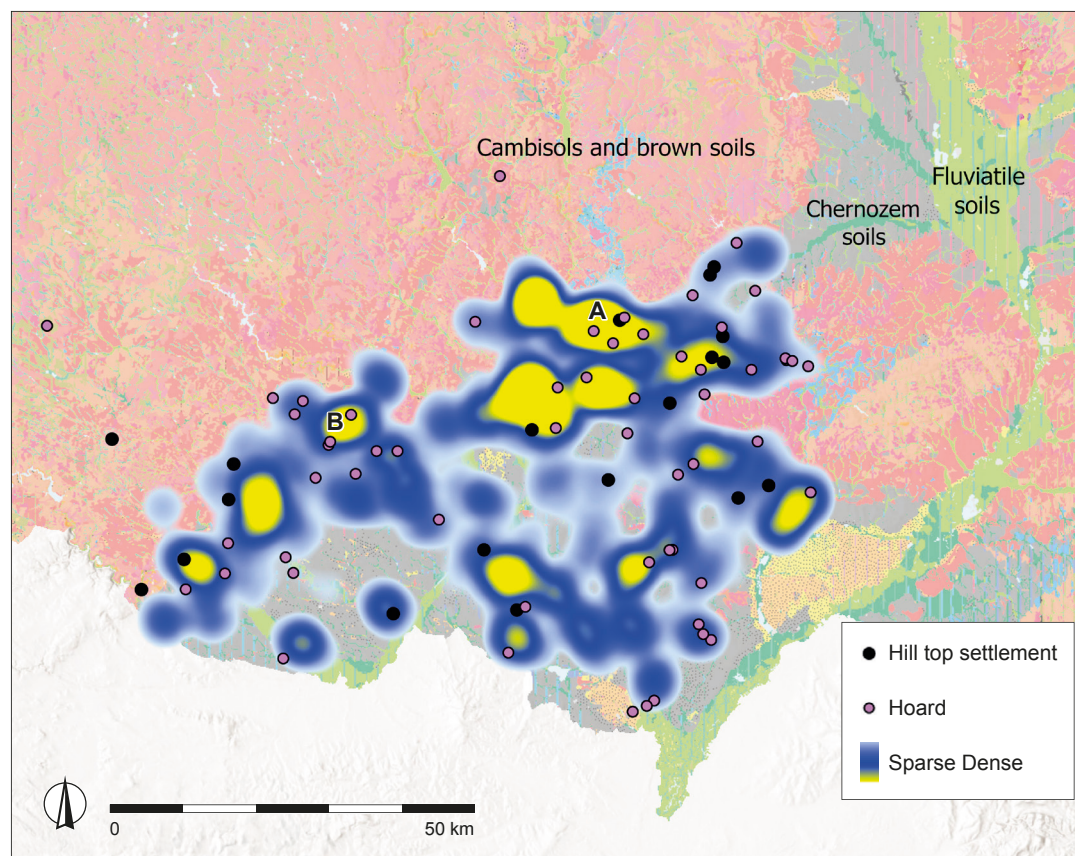 Cambisols and brown soils
Fluviatile
soils
Chernozem
soils
A
B
Hill top settlement
Hoard
Sparse Dense
0
50 km